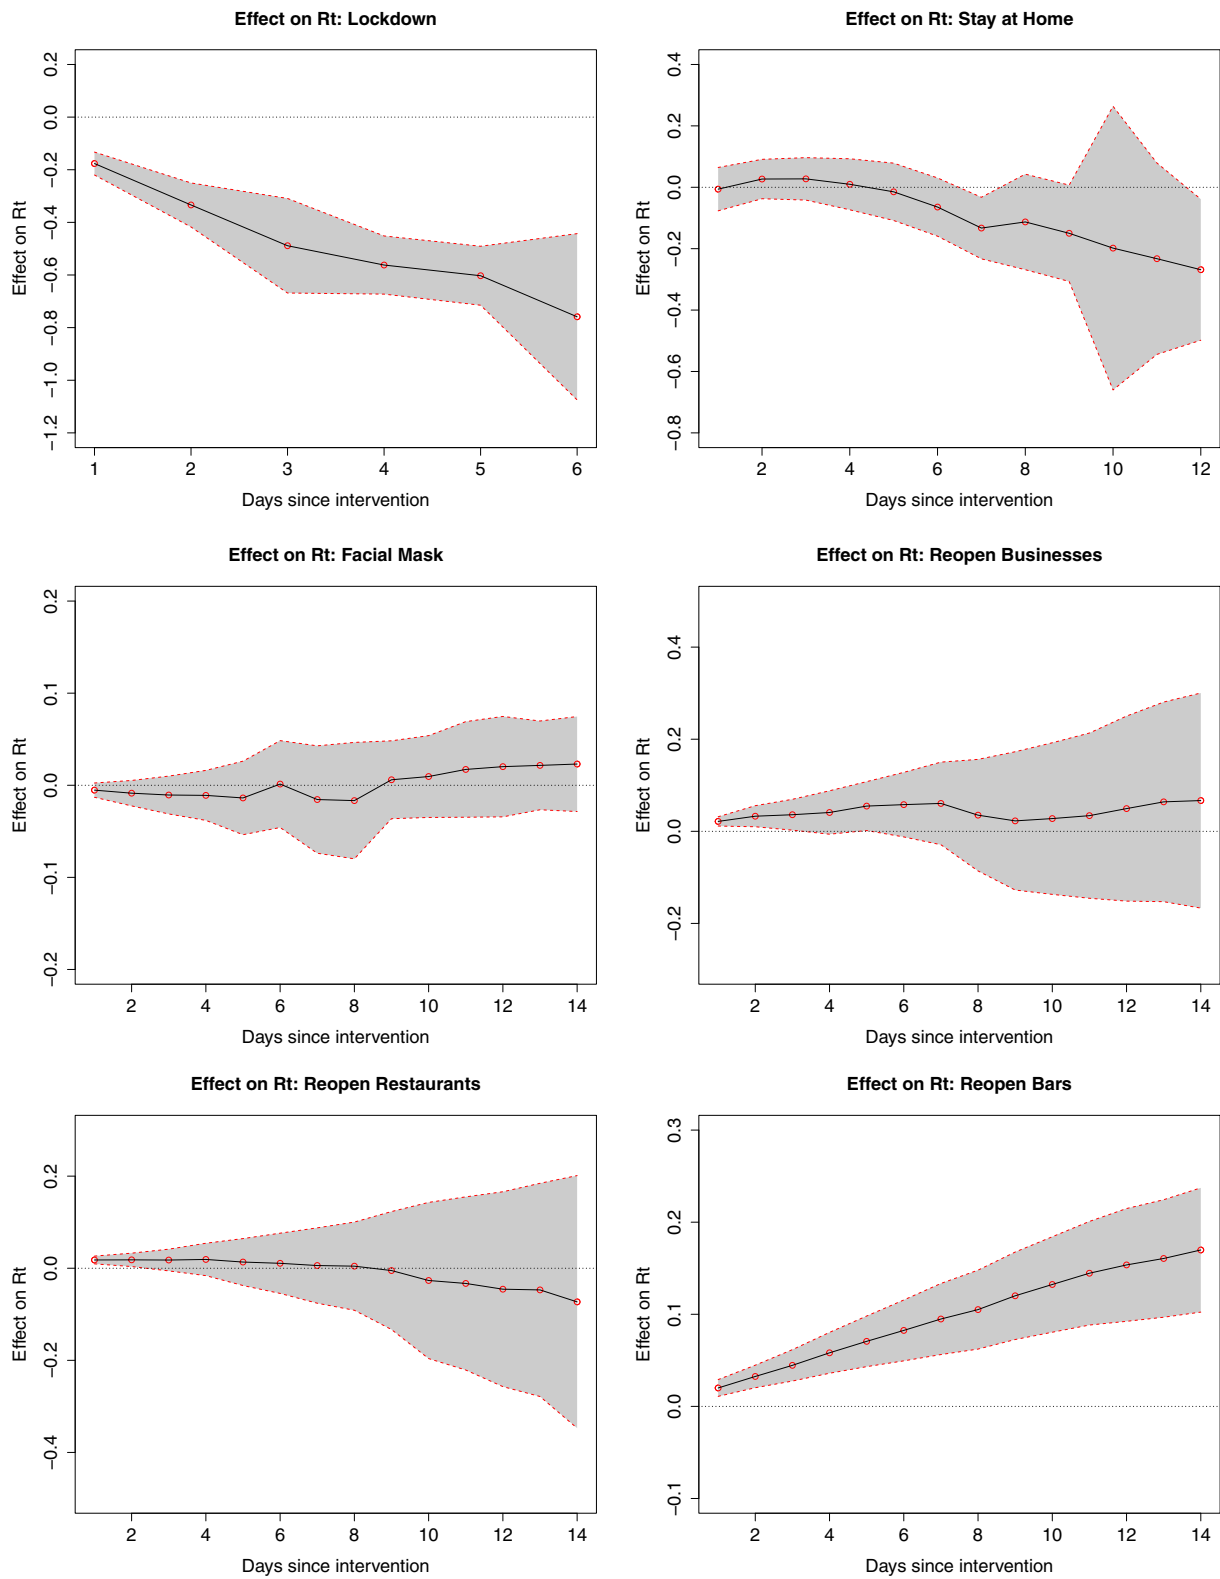 Effect on Rt: Lockdown
Effect on Rt
0.2
0.0
−0.2
−0.4
−0.6
−0.8
−1.0
−1.2
1 2 3 4 5 6
Days since intervention
Effect on Rt: Stay at Home
Effect on Rt
0.4
0.2
0.0
−0.2
−0.4
−0.6
−0.8
2 4 6 8 10 12
Days since intervention
Effect on Rt: Facial Mask
Effect on Rt
0.2
0.1
0.0
−0.1
−0.2
2 4 6 8 10 12 14
Days since intervention
Effect on Rt: Reopen Businesses
Effect on Rt
0.4
0.2
0.0
−0.2
2 4 6 8 10 12 14
Days since intervention
Effect on Rt: Reopen Restaurants
Effect on Rt
0.2
0.0
−0.2
−0.4
2 4 6 8 10 12 14
Days since intervention
Effect on Rt: Reopen Bars
Effect on Rt
0.3
0.2
0.1
0.0
−0.1
2 4 6 8 10 12 14
Days since intervention